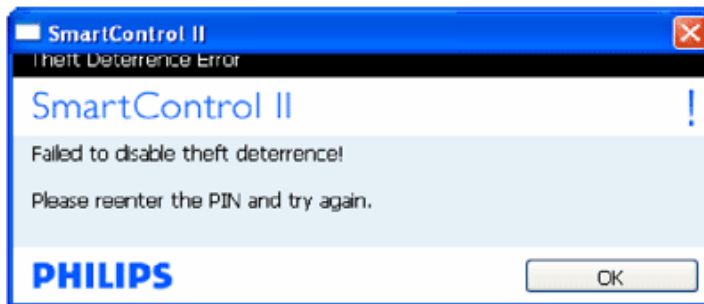 SmartControl II
Theft Deterrence Error
SmartControl II
!
Failed to disable theft deterrence!
Please reenter the PIN and try again.
PHILIPS
OK